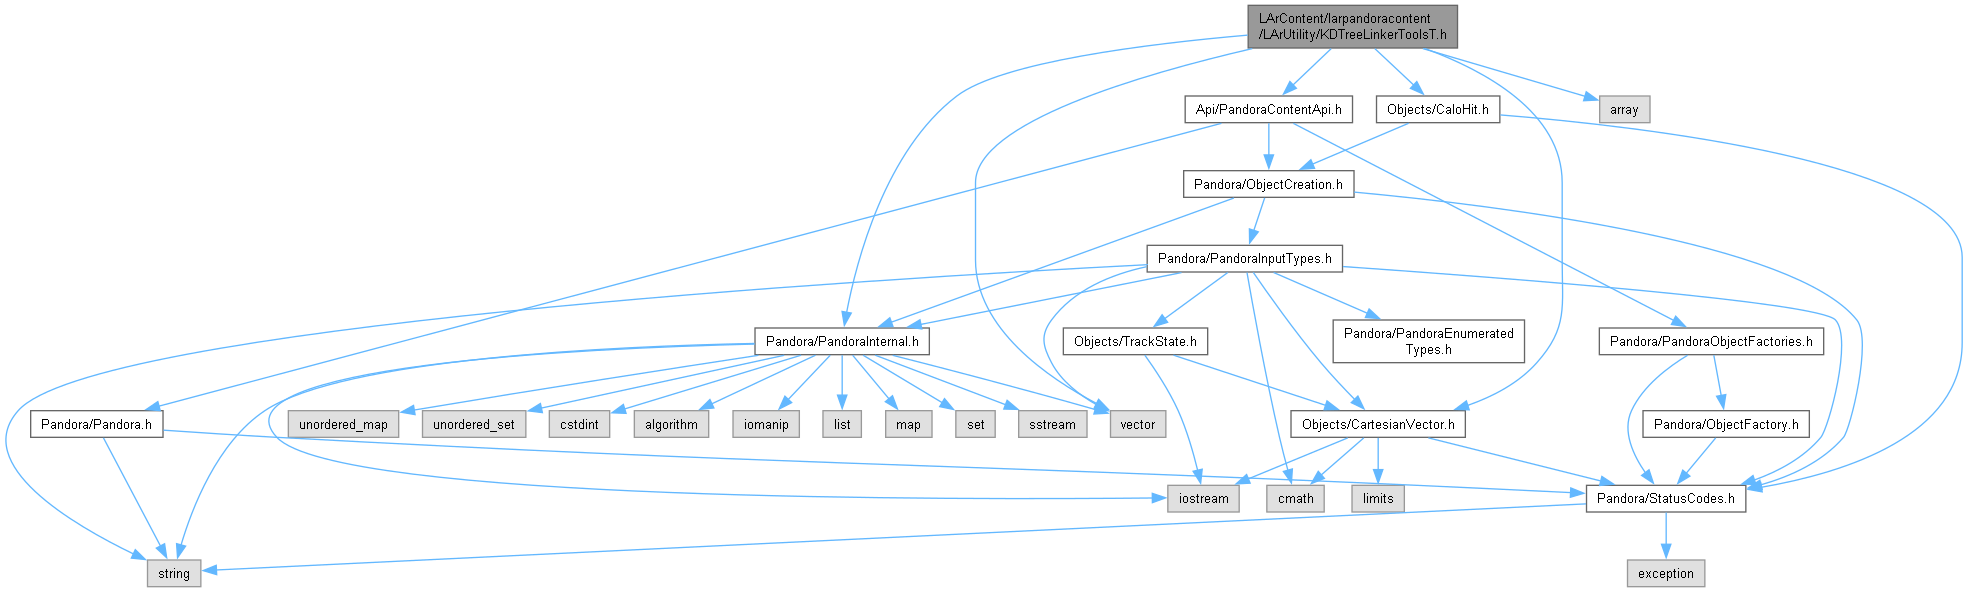 LArContent/larpandoracontent
/LArUtility/KDTreeLinkerToolsT.h
Api/PandoraContentApi.h
Objects/CaloHit.h
array
Pandora/ObjectCreation.h
Pandora/PandoraInputTypes.h
Pandora/PandoraInternal.h
Objects/TrackState.h
Pandora/PandoraEnumerated
Types.h
Pandora/PandoraObjectFactories.h
Pandora/Pandora.h
unordered_map
unordered_set
cstdint
algorithm
iomanip
list
map
set
sstream
vector
Objects/CartesianVector.h
Pandora/ObjectFactory.h
iostream
cmath
limits
Pandora/StatusCodes.h
string
exception